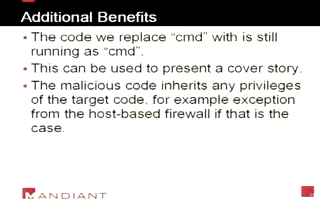 Additional Benefits
The code we replace "cmd" with is still
running as "cmd".
This can be used to present a cover story.
The malicious code inherits any privileges
of the target code, for example exception
from the host-based firewall if that is the
case.
MANDIANT